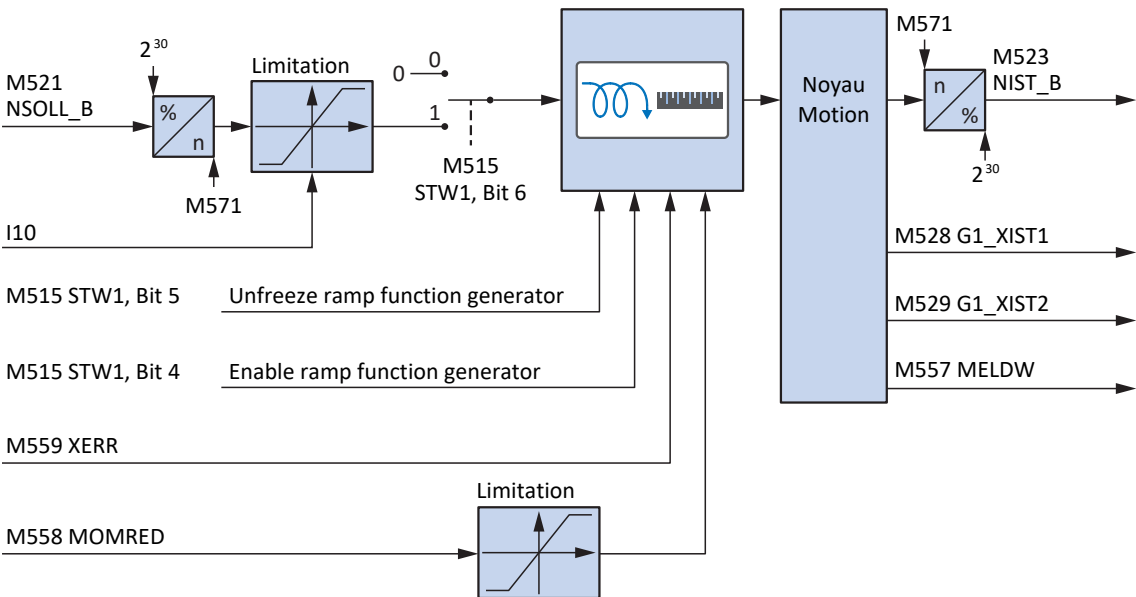 M521
NSOLL_B
2³⁰
%
n
M571
Limitation
I10
0
0
1
M515
STW1, Bit 6
Noyau
Motion
M571
n
%
2³⁰
M523
NIST_B
M528 G1_XIST1
M515 STW1, Bit 5 Unfreeze ramp function generator
M529 G1_XIST2
M515 STW1, Bit 4 Enable ramp function generator
M557 MELDW
M559 XERR
Limitation
M558 MOMRED